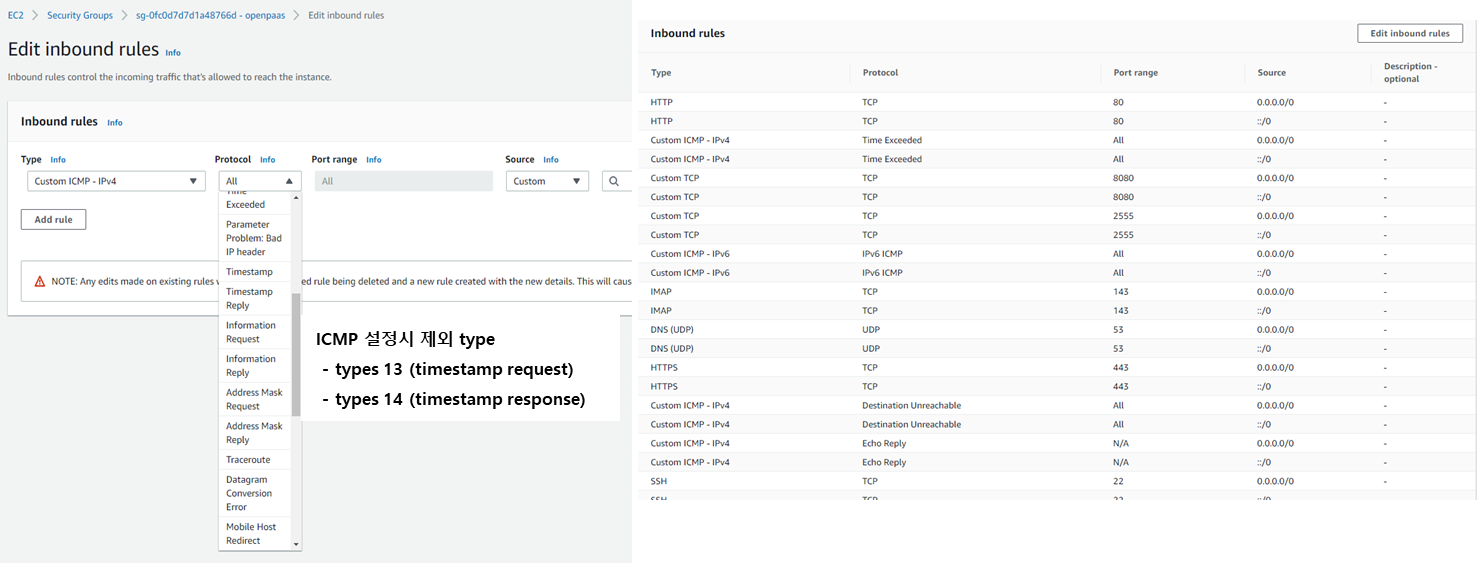 EC2 > Security Groups > sg-0fc0d7d7d1a48766d - openpaas > Edit inbound rules
Edit inbound rules Info
Inbound rules control the incoming traffic that's allowed to reach the instance.
Inbound rules Info
Type Info Protocol Info Port range Info Source Info
Custom ICMP - IPv4 All All Custom
Time
Exceeded
Parameter
Problem: Bad
IP header
Timestamp
Timestamp
Reply
Information
Request
Information
Reply
Address Mask
Request
Address Mask
Reply
Traceroute
Datagram
Conversion
Error
Mobile Host
Redirect
Add rule
NOTE: Any edits made on existing rules ed rule being deleted and a new rule created with the new details. This will caus
ICMP 설정시 제외 type
- types 13 (timestamp request)
- types 14 (timestamp response)
Inbound rules Edit inbound rules
Type Protocol Port range Source Description -
optional
HTTP TCP 80 0.0.0.0/0 -
HTTP TCP 80 ::/0 -
Custom ICMP - IPv4 Time Exceeded All 0.0.0.0/0 -
Custom ICMP - IPv4 Time Exceeded All ::/0 -
Custom TCP TCP 8080 0.0.0.0/0 -
Custom TCP TCP 8080 ::/0 -
Custom TCP TCP 2555 0.0.0.0/0 -
Custom TCP TCP 2555 ::/0 -
Custom ICMP - IPv6 IPv6 ICMP All 0.0.0.0/0 -
Custom ICMP - IPv6 IPv6 ICMP All ::/0 -
IMAP TCP 143 0.0.0.0/0 -
IMAP TCP 143 ::/0 -
DNS (UDP) UDP 53 0.0.0.0/0 -
DNS (UDP) UDP 53 ::/0 -
HTTPS TCP 443 0.0.0.0/0 -
HTTPS TCP 443 ::/0 -
Custom ICMP - IPv4 Destination Unreachable All 0.0.0.0/0 -
Custom ICMP - IPv4 Destination Unreachable All ::/0 -
Custom ICMP - IPv4 Echo Reply N/A 0.0.0.0/0 -
Custom ICMP - IPv4 Echo Reply N/A ::/0 -
SSH TCP 22 0.0.0.0/0 -
SSH TCP 22 ::/0 -